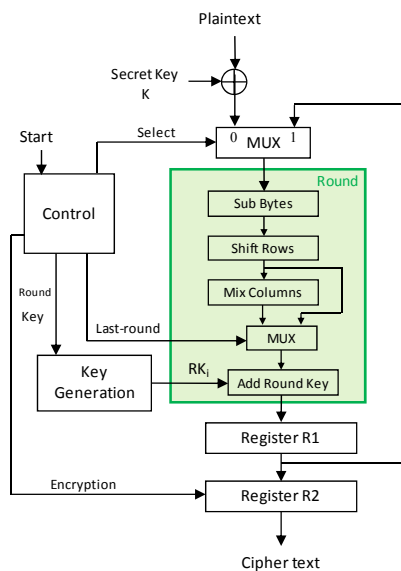 Plaintext
Secret Key
K
Start
Select
0
1
MUX
Round
Control
Sub Bytes
Shift Rows
Round
Key
Mix Columns
Last-round
MUX
Key
Generation
RKi
Add Round Key
Register R1
Encryption
Register R2
Cipher text